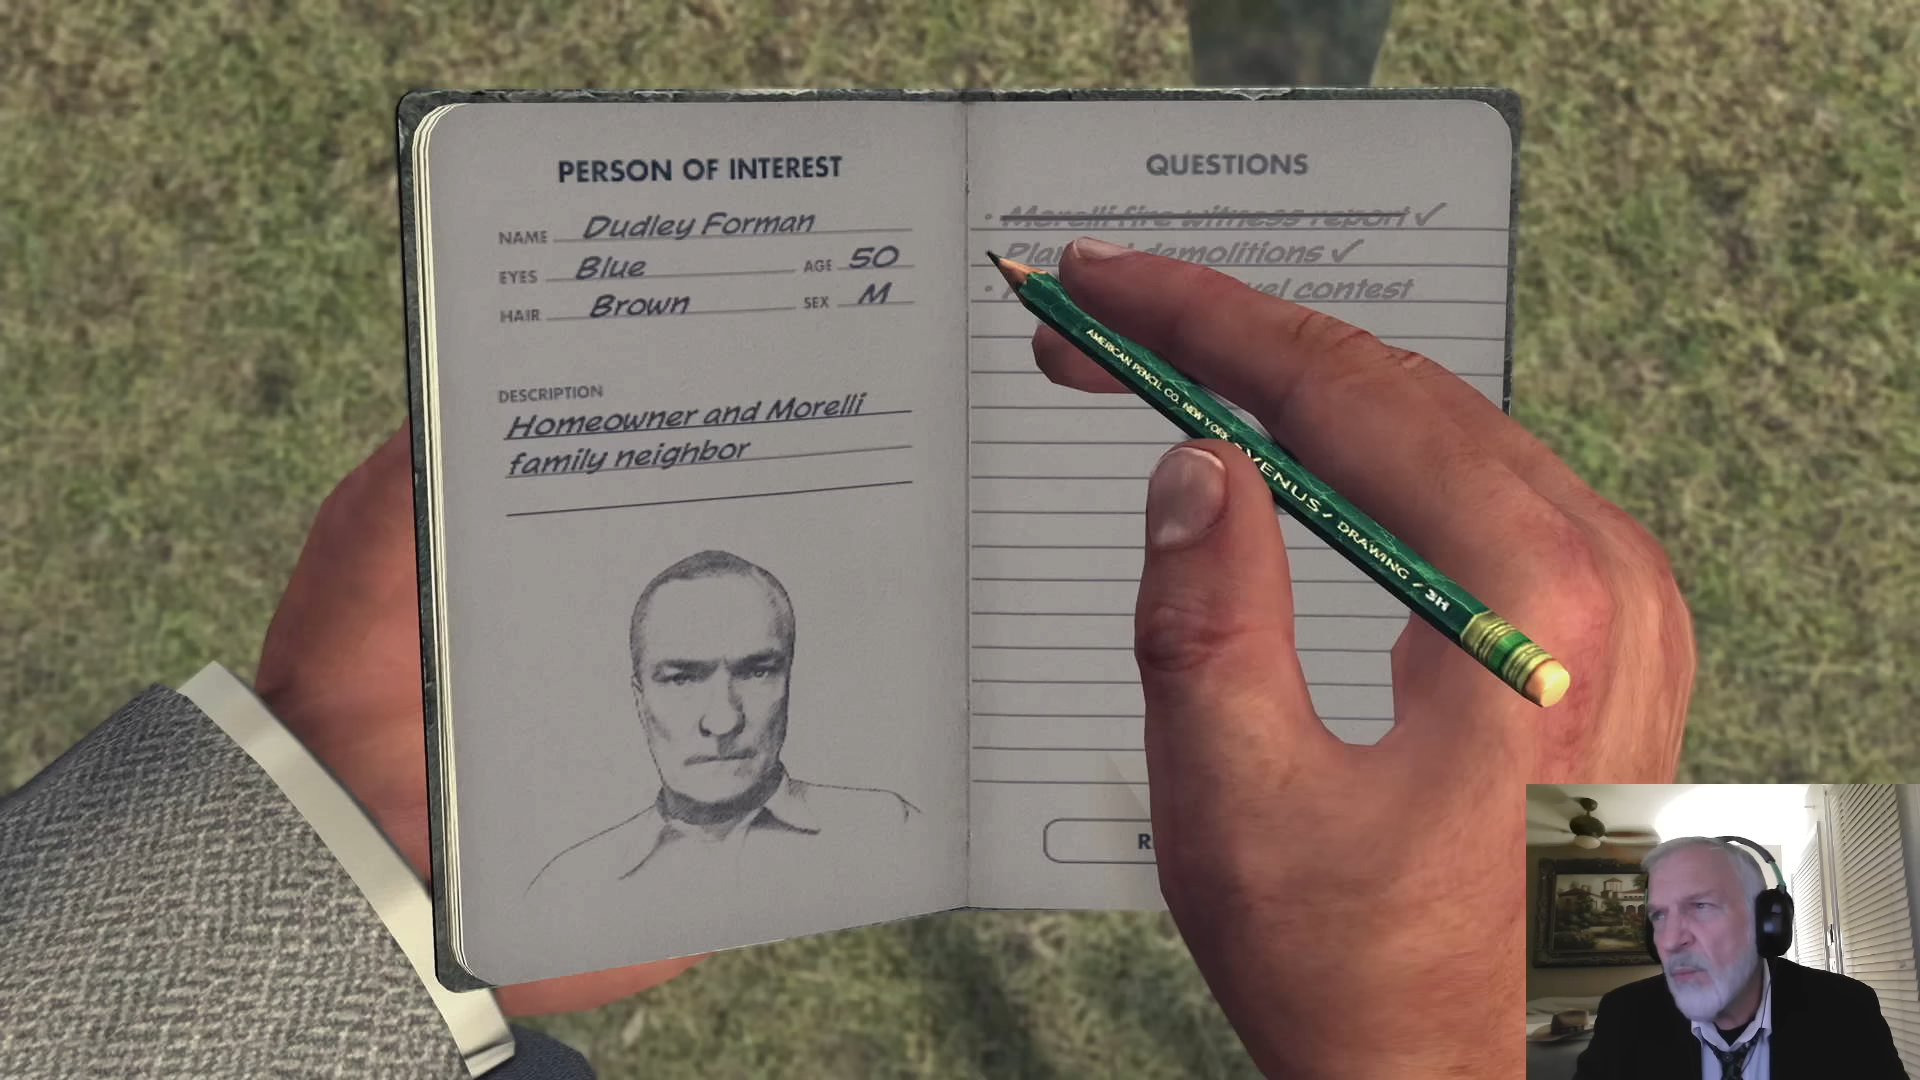 PERSON OF INTEREST
NAME Dudley Forman
EYES Blue AGE 50
HAIR Brown SEX M
DESCRIPTION
Homeowner and Morelli
family neighbor
QUESTIONS
• Morelli fire witness report ✓
demolitions ✓
• contest
AMERICAN PENCIL CO. NEW YORK VENUS / DRAWING / 3H